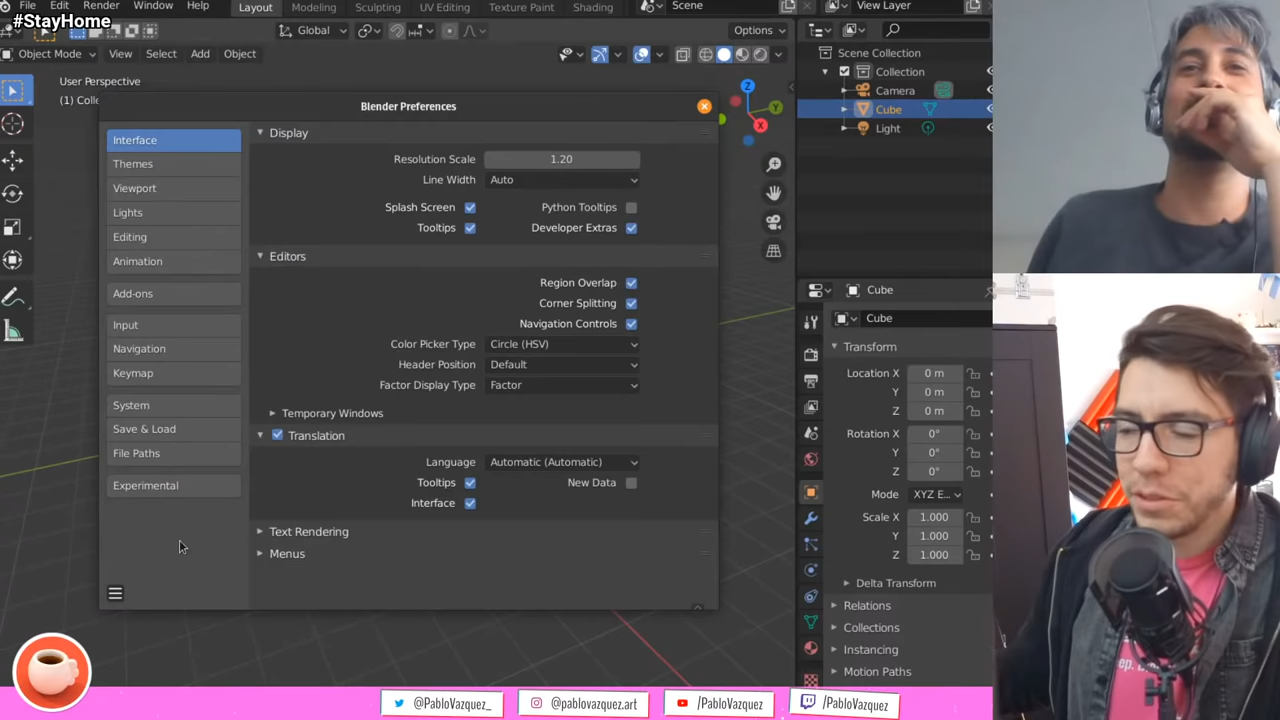 File Edit Render Window Help Layout Modeling Sculpting UV Editing Texture Paint Shading Scene View Layer
#StayHome
Global Options
Object Mode View Select Add Object
User Perspective
Scene Collection
Collection
Camera
Cube
Light
Blender Preferences
Interface
Themes
Viewport
Lights
Editing
Animation
Add-ons
Input
Navigation
Keymap
System
Save & Load
File Paths
Experimental
Display
Resolution Scale 1.20
Line Width Auto
Splash Screen Python Tooltips
Tooltips Developer Extras
Editors
Region Overlap
Corner Splitting
Navigation Controls
Color Picker Type Circle (HSV)
Header Position Default
Factor Display Type Factor
Temporary Windows
Translation
Language Automatic (Automatic)
Tooltips New Data
Interface
Text Rendering
Menus
Z
Y
X
Cube
Cube
Transform
Location X 0 m
Y 0 m
Z 0 m
Rotation X 0°
Y 0°
Z 0°
Mode XYZ E...
Scale X 1.000
Y 1.000
Z 1.000
Delta Transform
Relations
Collections
Instancing
Motion Paths
@PabloVazquez_ @pablovazquez.art /PabloVazquez /PabloVazquez